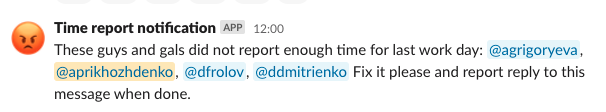 Time report notification APP 12:00
These guys and gals did not report enough time for last work day: @agrigoryeva,
@aprikhozhdenko, @dfrolov, @ddmitrienko Fix it please and report reply to this
message when done.